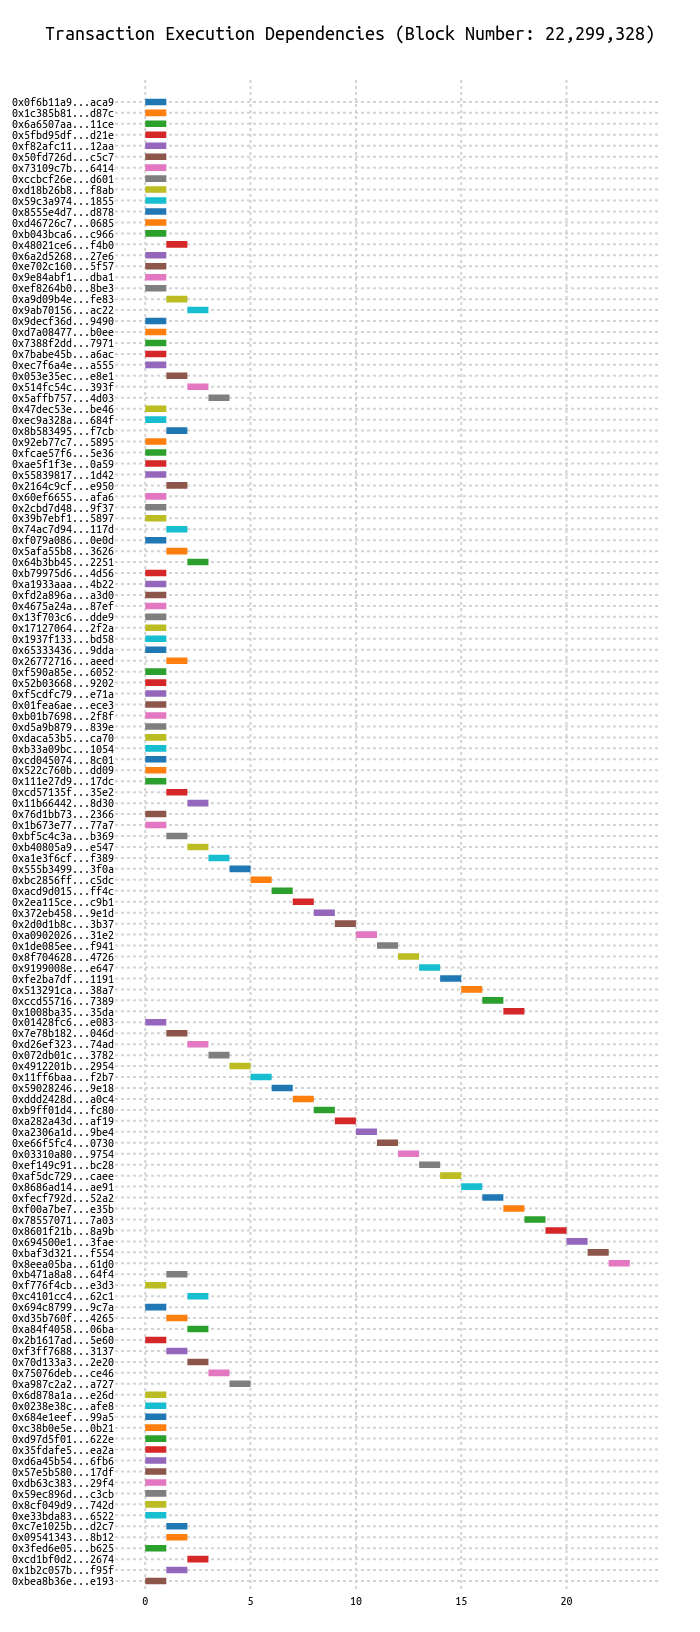 Transaction Execution Dependencies (Block Number: 22,299,328)
0x0f6b11a9...aca9
0x1c385b81...d87c
0x6a6507aa...11ce
0x5fbd95df...d21e
0xf82afc11...12aa
0x50fd726d...c5c7
0x73109c7b...6414
0xccbcf26e...d601
0xd18b26b8...f8ab
0x59c3a974...1855
0x8555e4d7...d878
0xd46726c7...0685
0xb043bca6...c966
0x48021ce6...f4b0
0x6a2d5268...27e6
0xe702c160...5f57
0x9e84abf1...dba1
0xef8264b0...8be3
0xa9d09b4e...fe83
0x9ab70156...ac22
0x9decf36d...9490
0xd7a08477...b0ee
0x7388f2dd...7971
0x7babe45b...a6ac
0xec7f6a4e...a555
0x053e35ec...e8e1
0x514fc54c...393f
0x5affb757...4d03
0x47dec53e...be46
0xec9a328a...684f
0x8b583495...f7cb
0x92eb77c7...5895
0xfcae57f6...5e36
0xae5f1f3e...0a59
0x55839817...1d42
0x2164c9cf...e950
0x60ef6655...afa6
0x2cbd7d48...9f37
0x39b7ebf1...5897
0x74ac7d94...117d
0xf079a086...0e0d
0x5afa55b8...3626
0x64b3bb45...2251
0xb79975d6...4d56
0xa1933aaa...4b22
0xfd2a896a...a3d0
0x4675a24a...87ef
0x13f703c6...dde9
0x17127064...2f2a
0x1937f133...bd58
0x65333436...9dda
0x26772716...aeed
0xf590a85e...6052
0x52b03668...9202
0xf5cdfc79...e71a
0x01fea6ae...ece3
0xb01b7698...2f8f
0xd5a9b879...839e
0xdaca53b5...ca70
0xb33a09bc...1054
0xcd045074...8c01
0x522c760b...dd09
0x111e27d9...17dc
0xcd57135f...35e2
0x11b66442...8d30
0x76d1bb73...2366
0x1b673e77...77a7
0xbf5c4c3a...b369
0xb40805a9...e547
0xa1e3f6cf...f389
0x555b3499...3f0a
0xbc2856ff...c5dc
0xacd9d015...ff4c
0x2ea115ce...c9b1
0x372eb458...9e1d
0x2d0d1b8c...3b37
0xa0902026...31e2
0x1de085ee...f941
0x8f704628...4726
0x9199008e...e647
0xfe2ba7df...1191
0x513291ca...38a7
0xccd55716...7389
0x1008ba35...35da
0x01428fc6...e083
0x7e78b182...046d
0xd26ef323...74ad
0x072db01c...3782
0x4912201b...2954
0x11ff6baa...f2b7
0x59028246...9e18
0xddd2428d...a0c4
0xb9ff01d4...fc80
0xa282a43d...af19
0xa2306a1d...9be4
0xe66f5fc4...0730
0x03310a80...9754
0xef149c91...bc28
0xaf5dc729...caee
0x8686ad14...ae91
0xfecf792d...52a2
0xf00a7be7...e35b
0x78557071...7a03
0x8601f21b...8a9b
0x694500e1...3fae
0xbaf3d321...f554
0x8eea05ba...61d0
0xb471a8a8...64f4
0xf776f4cb...e3d3
0xc4101cc4...62c1
0x694c8799...9c7a
0xd35b760f...4265
0xa84f4058...06ba
0x2b1617ad...5e60
0xf3ff7688...3137
0x70d133a3...2e20
0x75076deb...ce46
0xa987c2a2...a727
0x6d878a1a...e26d
0x0238e38c...afe8
0x684e1eef...99a5
0xc38b0e5e...0b21
0xd97d5f01...622e
0x35fdafe5...ea2a
0xd6a45b54...6fb6
0x57e5b580...17df
0xdb63c383...29f4
0x59ec896d...c3cb
0x8cf049d9...742d
0xe33bda83...6522
0xc7e1025b...d2c7
0x09541343...8b12
0x3fed6e05...b625
0xcd1bf0d2...2674
0x1b2c057b...f95f
0xbea8b36e...e193
0 5 10 15 20